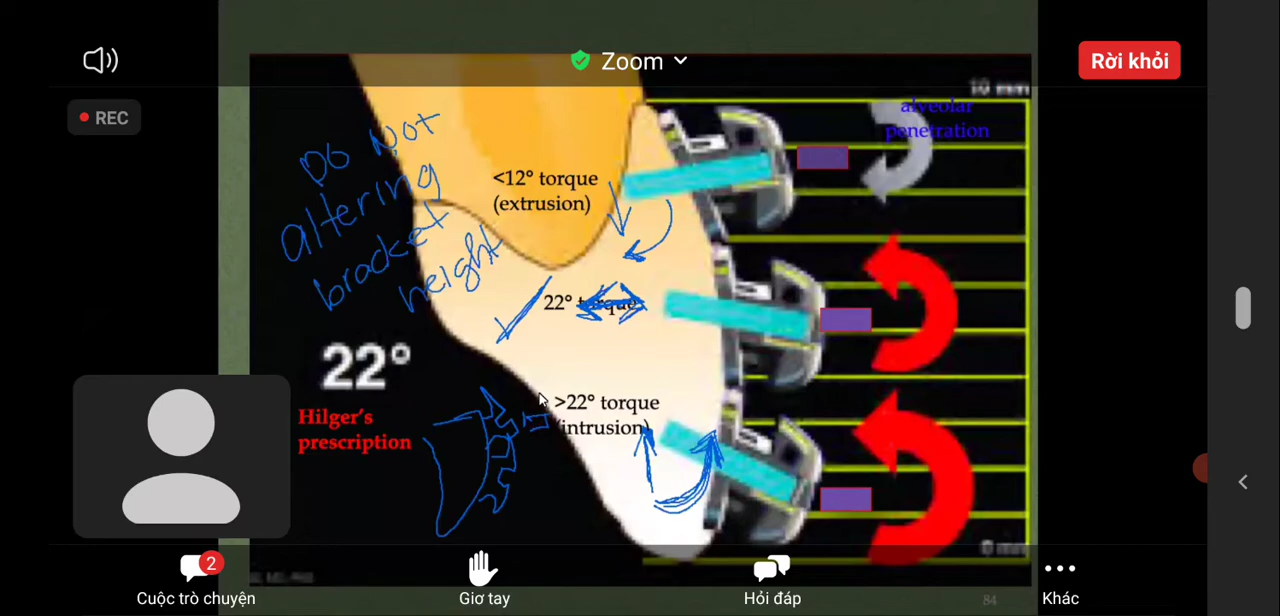 Zoom
Rời khỏi
REC
10 mm
alveolar
penetration
Do Not
altering
bracket
height
<12° torque
(extrusion)
22° torque
22°
Hilger's
prescription
>22° torque
(intrusion)
0 mm
2
Cuộc trò chuyện
Giơ tay
Hỏi đáp
Khác
84